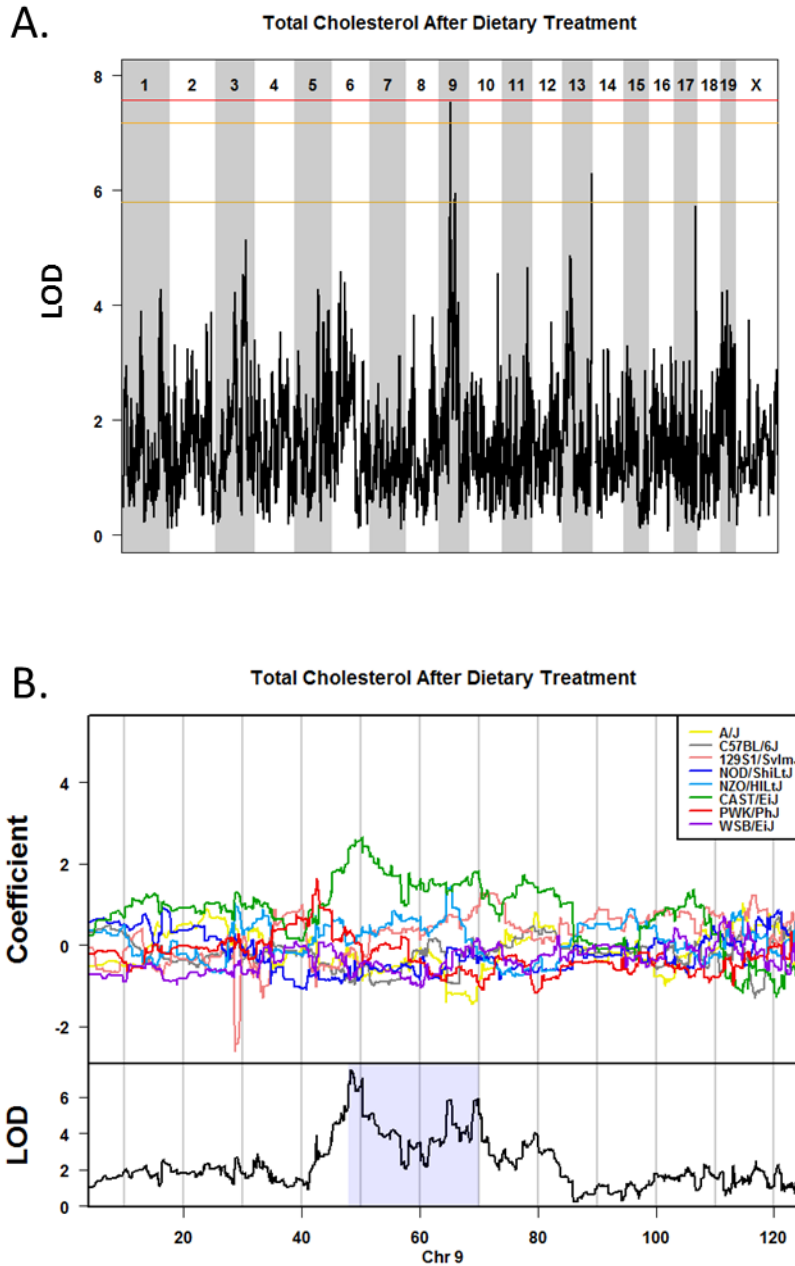 A.
Total Cholesterol After Dietary Treatment
8
1 2 3 4 5 6 7 8 9 10 11 12 13 14 15 16 17 18 19 X
6
LOD
4
2
0
B.
Total Cholesterol After Dietary Treatment
A/J
C57BL/6J
129S1/SvImJ
NOD/ShiLtJ
NZO/HILtJ
CAST/EiJ
PWK/PhJ
WSB/EiJ
4
2
Coefficient
0
-2
6
LOD
4
2
0
20 40 60 80 100 120
Chr 9